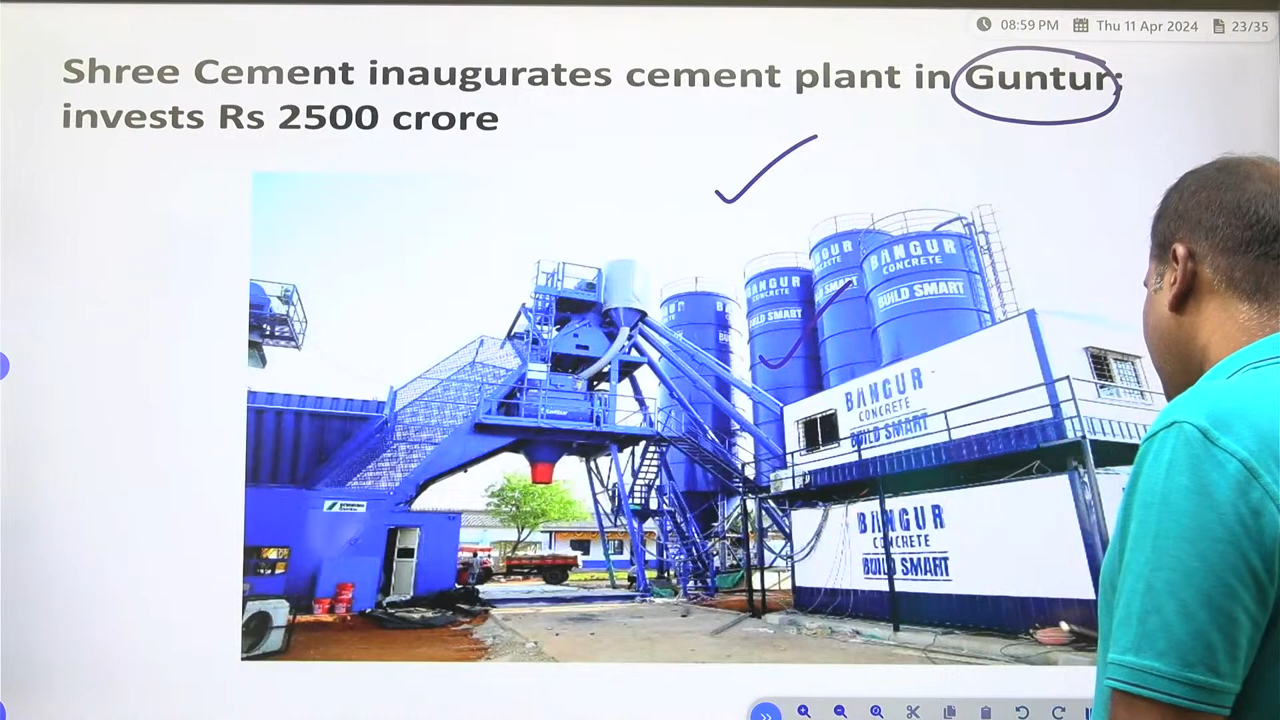 08:59 PM Thu 11 Apr 2024 23/35
Shree Cement inaugurates cement plant in Guntur;
invests Rs 2500 crore
BANGUR
CONCRETE
BUILD SMART
BANGUR
CONCRETE
BUILD SMART
BANGUR
CONCRETE
BUILD SMART
BANGUR
CONCRETE
BUILD SMART